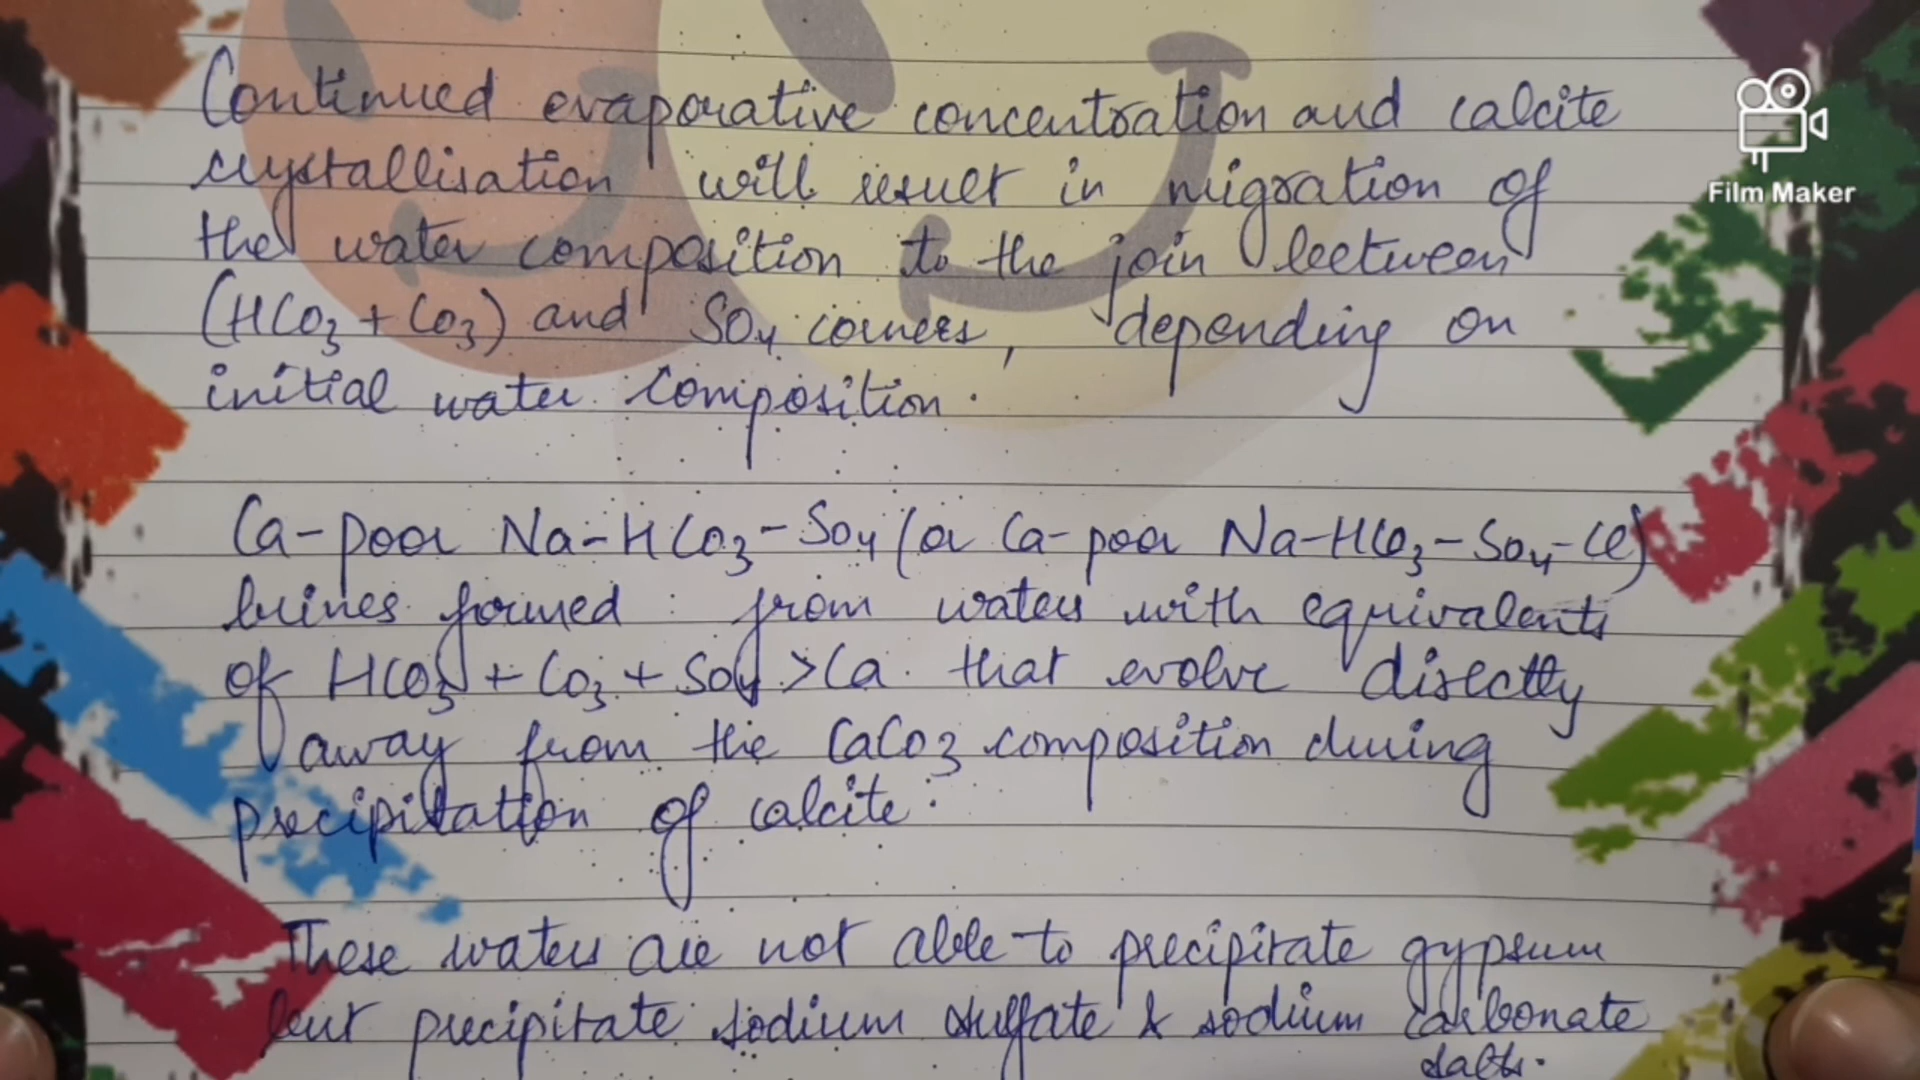 Continued evaporative concentration and calcite
crystallisation will result in migration of
the water composition to the join between
(HCO3 + CO3) and SO4 corners, depending on
initial water composition.
Ca-poor Na-HCO3-SO4 (or Ca-poor Na-HCO3-SO4-Cl)
brines formed from waters with equivalents
of HCO3 + CO3 + SO4 > Ca that evolve directly
away from the CaCO3 composition during
precipitation of calcite.
These waters are not able to precipitate gypsum
but precipitate sodium sulfate & sodium carbonate
salts.
Film Maker